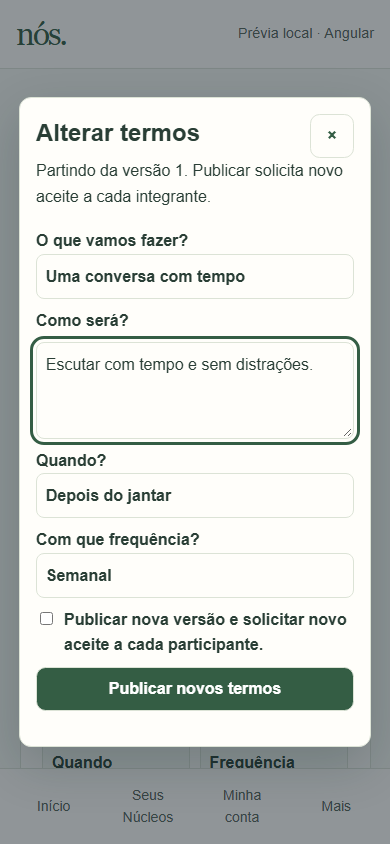 nós.
Prévia local · Angular
Alterar termos
×
Partindo da versão 1. Publicar solicita novo
aceite a cada integrante.
O que vamos fazer?
Uma conversa com tempo
Como será?
Escutar com tempo e sem distrações.
Quando?
Depois do jantar
Com que frequência?
Semanal
Publicar nova versão e solicitar novo
aceite a cada participante.
Publicar novos termos
Quando
Frequência
Início
Seus
Núcleos
Minha
conta
Mais